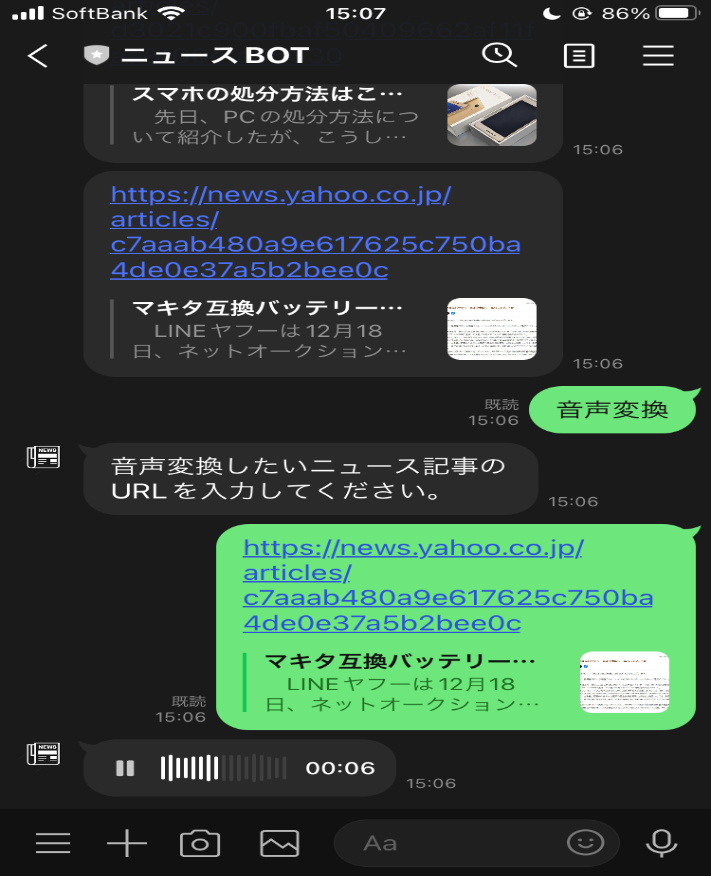 SoftBank 15:07 86%
ニュースBOT
スマホの処分方法はこ…
先日、PCの処分方法につ
いて紹介したが、こうし…
15:06
https://news.yahoo.co.jp/
articles/
c7aaab480a9e617625c750ba
4de0e37a5b2bee0c
マキタ互換バッテリー…
LINEヤフーは12月18
日、ネットオークション…
15:06
既読
15:06
音声変換
NEWS
音声変換したいニュース記事の
URLを入力してください。
15:06
https://news.yahoo.co.jp/
articles/
c7aaab480a9e617625c750ba
4de0e37a5b2bee0c
マキタ互換バッテリー…
LINEヤフーは12月18
日、ネットオークション…
既読
15:06
NEWS
00:06
15:06
Aa